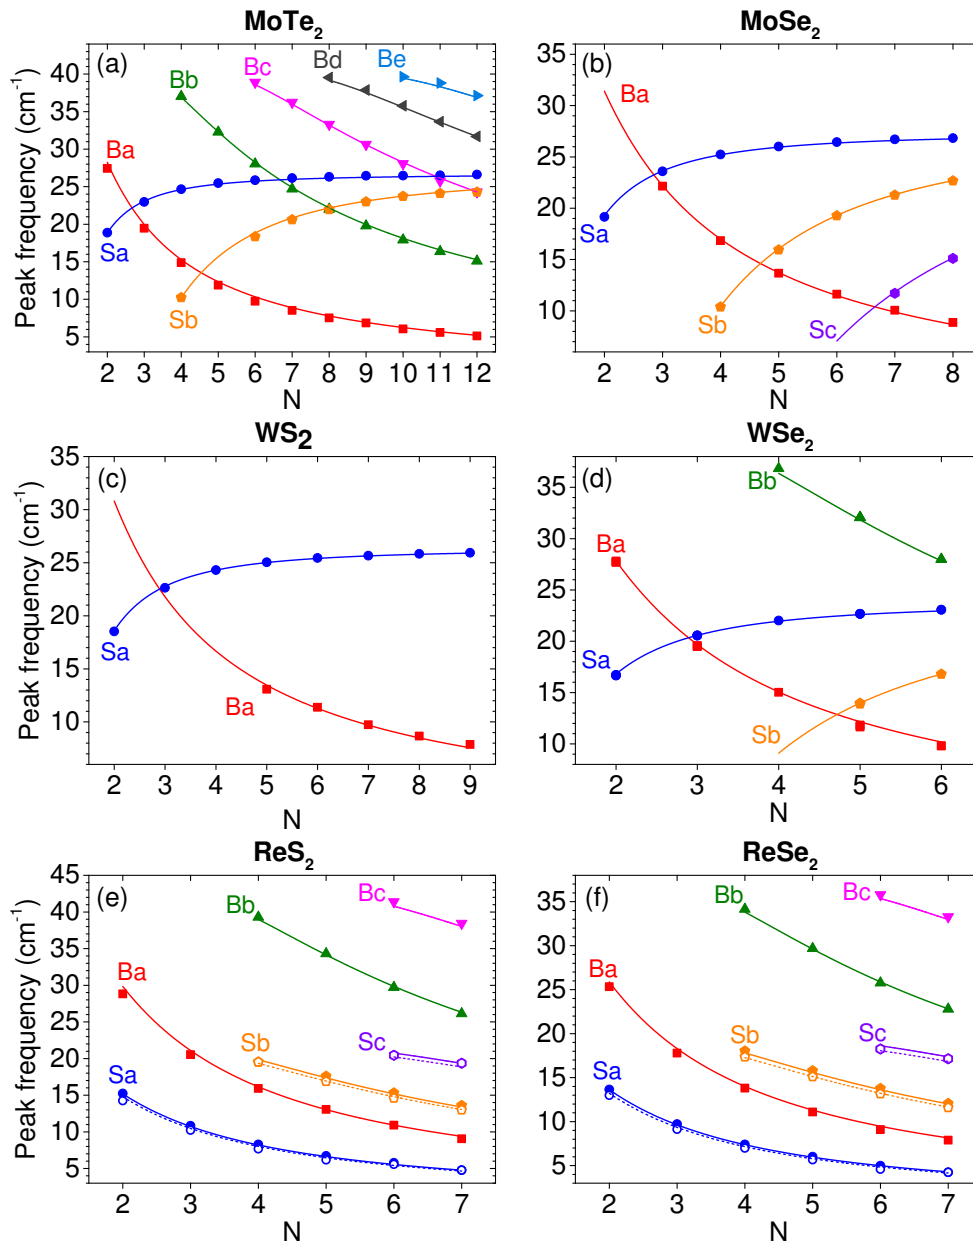 MoTe2
MoSe2
(a)
Ba
Bb
Bc
Bd
Be
Sa
Sb
Peak frequency (cm-1)
40
35
30
25
20
15
10
5
2 3 4 5 6 7 8 9 10 11 12
N
(b)
Ba
Sa
Sb
Sc
35
30
25
20
15
10
2 3 4 5 6 7 8
N
WS2
WSe2
(c)
Sa
Ba
Peak frequency (cm-1)
35
30
25
20
15
10
2 3 4 5 6 7 8 9
N
(d)
Bb
Ba
Sa
Sb
35
30
25
20
15
10
2 3 4 5 6
N
ReS2
ReSe2
(e)
Bc
Bb
Ba
Sb
Sc
Sa
Peak frequency (cm-1)
45
40
35
30
25
20
15
10
5
2 3 4 5 6 7
N
(f)
Bc
Bb
Ba
Sb
Sc
Sa
35
30
25
20
15
10
5
2 3 4 5 6 7
N